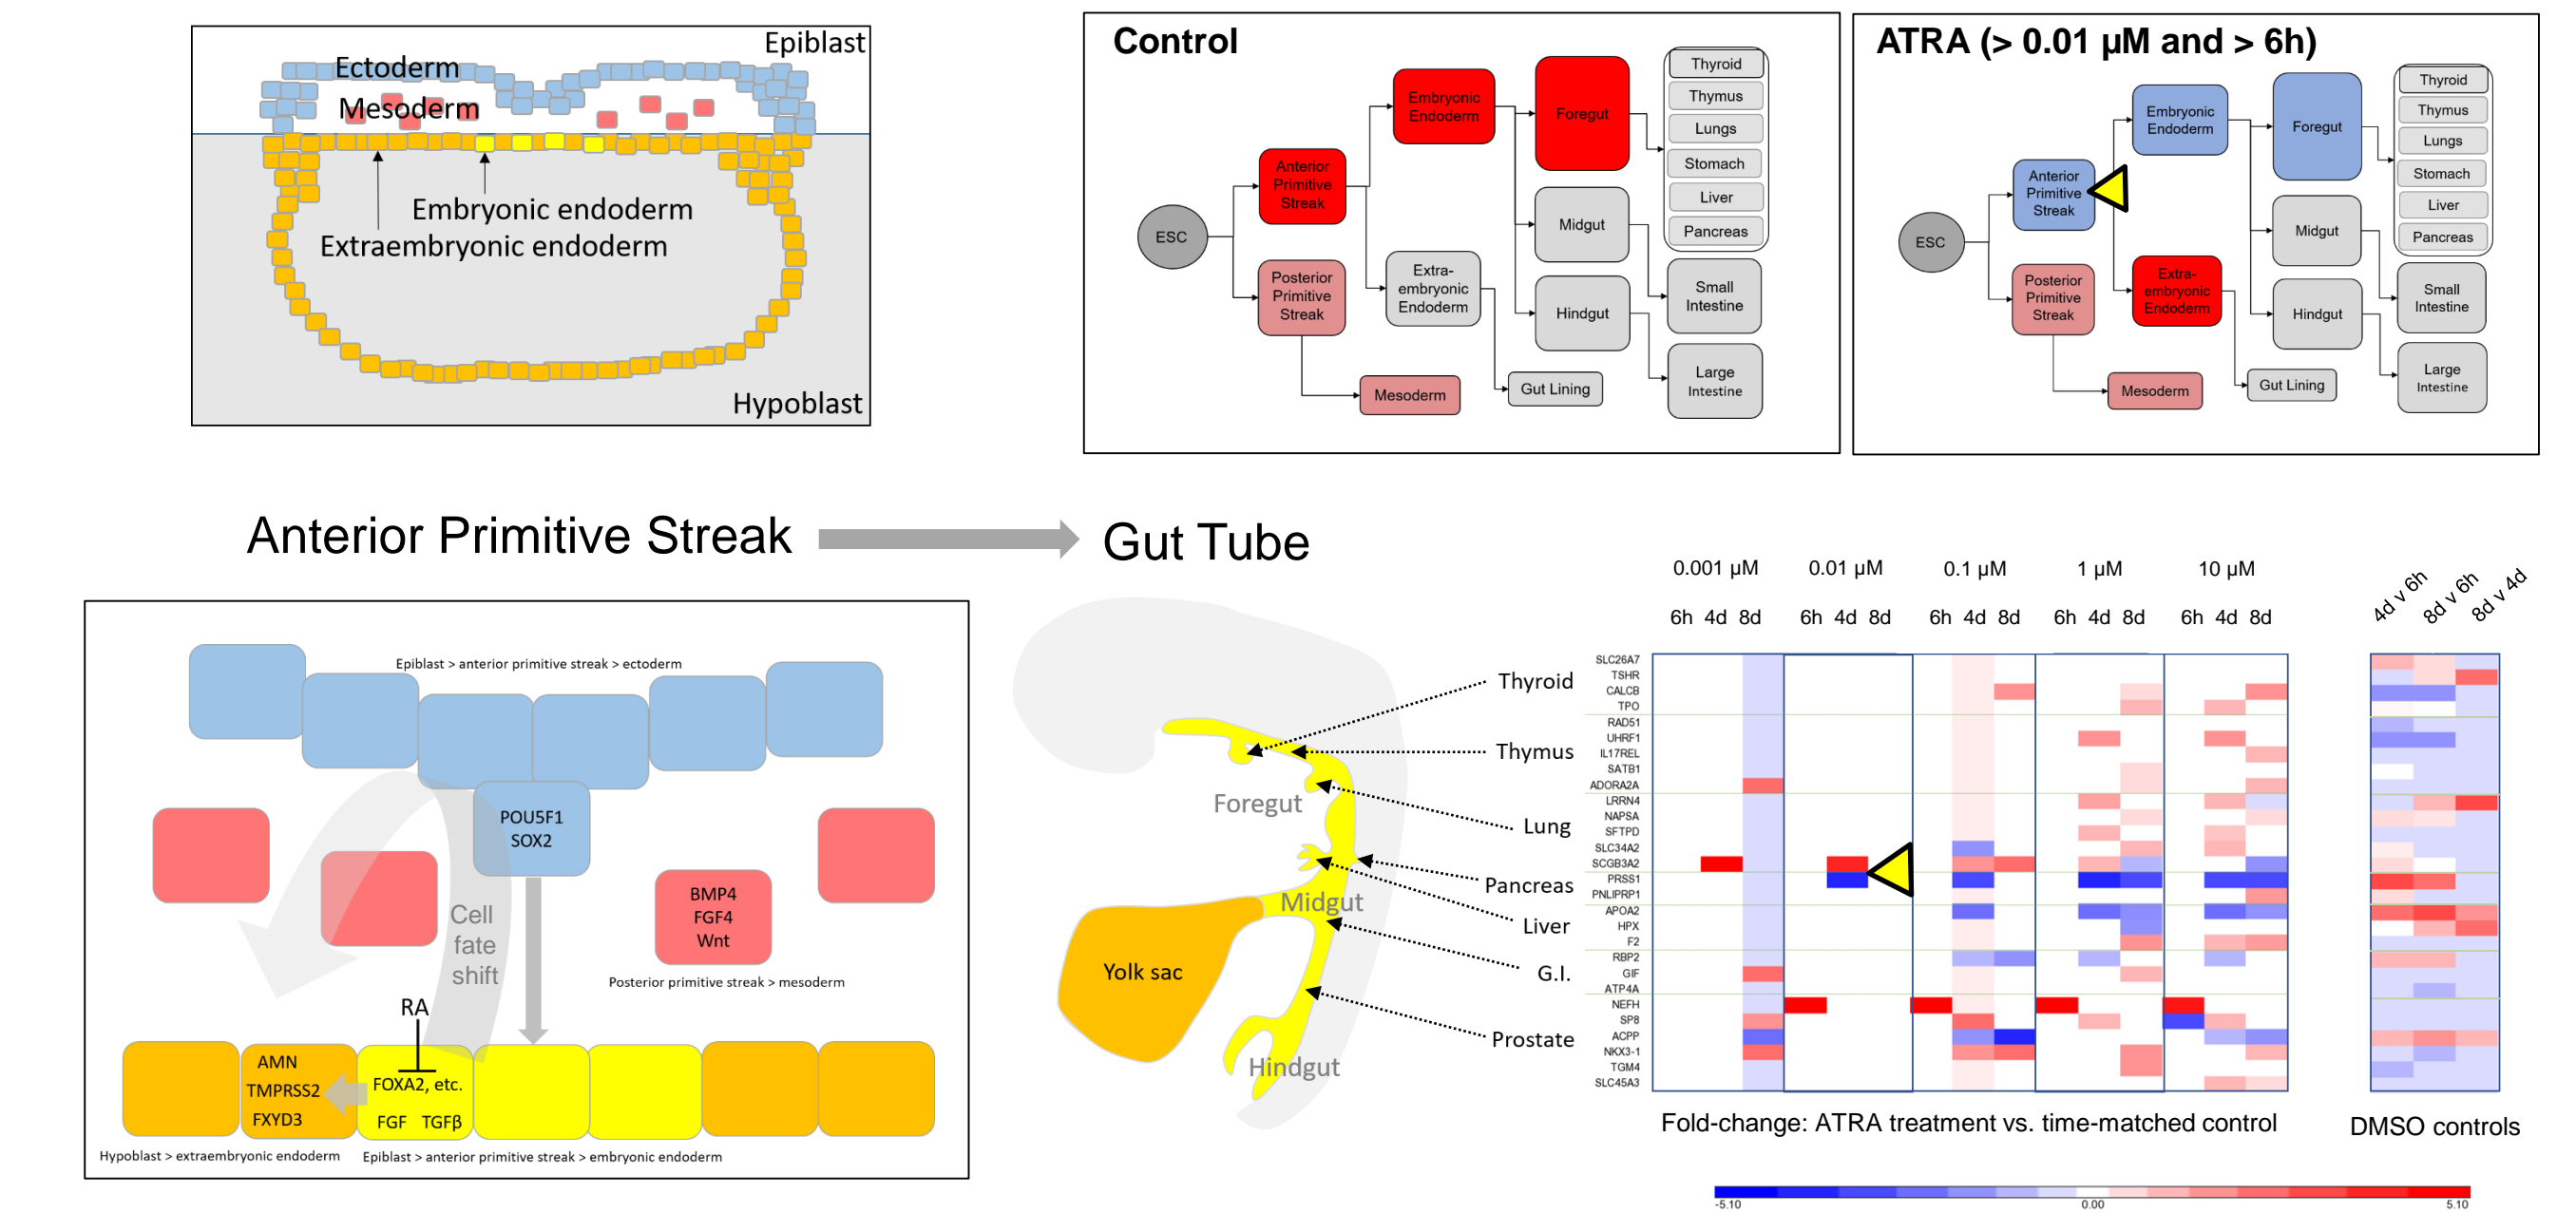 Epiblast
Ectoderm
Mesoderm
Embryonic endoderm
Extraembryonic endoderm
Hypoblast
Control
ESC
Anterior
Primitive
Streak
Posterior
Primitive
Streak
Embryonic
Endoderm
Extra-
embryonic
Endoderm
Mesoderm
Foregut
Midgut
Hindgut
Gut Lining
Thyroid
Thymus
Lungs
Stomach
Liver
Pancreas
Small
Intestine
Large
Intestine
ATRA (> 0.01 µM and > 6h)
ESC
Anterior
Primitive
Streak
Posterior
Primitive
Streak
Embryonic
Endoderm
Extra-
embryonic
Endoderm
Mesoderm
Foregut
Midgut
Hindgut
Gut Lining
Thyroid
Thymus
Lungs
Stomach
Liver
Pancreas
Small
Intestine
Large
Intestine
Anterior Primitive Streak
Gut Tube
Epiblast > anterior primitive streak > ectoderm
POU5F1
SOX2
BMP4
FGF4
Wnt
Cell
fate
shift
Posterior primitive streak > mesoderm
RA
AMN
TMPRSS2
FXYD3
FOXA2, etc.
FGF TGFβ
Hypoblast > extraembryonic endoderm
Epiblast > anterior primitive streak > embryonic endoderm
Thyroid
Thymus
Foregut
Lung
Pancreas
Midgut
Liver
Yolk sac
G.I.
Prostate
Hindgut
0.001 µM 0.01 µM 0.1 µM 1 µM 10 µM
6h 4d 8d 6h 4d 8d 6h 4d 8d 6h 4d 8d 6h 4d 8d
4d v 6h
8d v 6h
8d v 4d
SLC26A7
TSHR
CALCB
TPO
RAD51
UHRF1
IL17REL
SATB1
ADORA2A
LRRN4
NAPSA
SFTPD
SLC34A2
SCGB3A2
PRSS1
PNLIPRP1
APOA2
HPX
F2
RBP2
GIF
ATP4A
NEFH
SP8
ACPP
NKX3-1
TGM4
SLC45A3
Fold-change: ATRA treatment vs. time-matched control
DMSO controls
-5.10 0.00 5.10